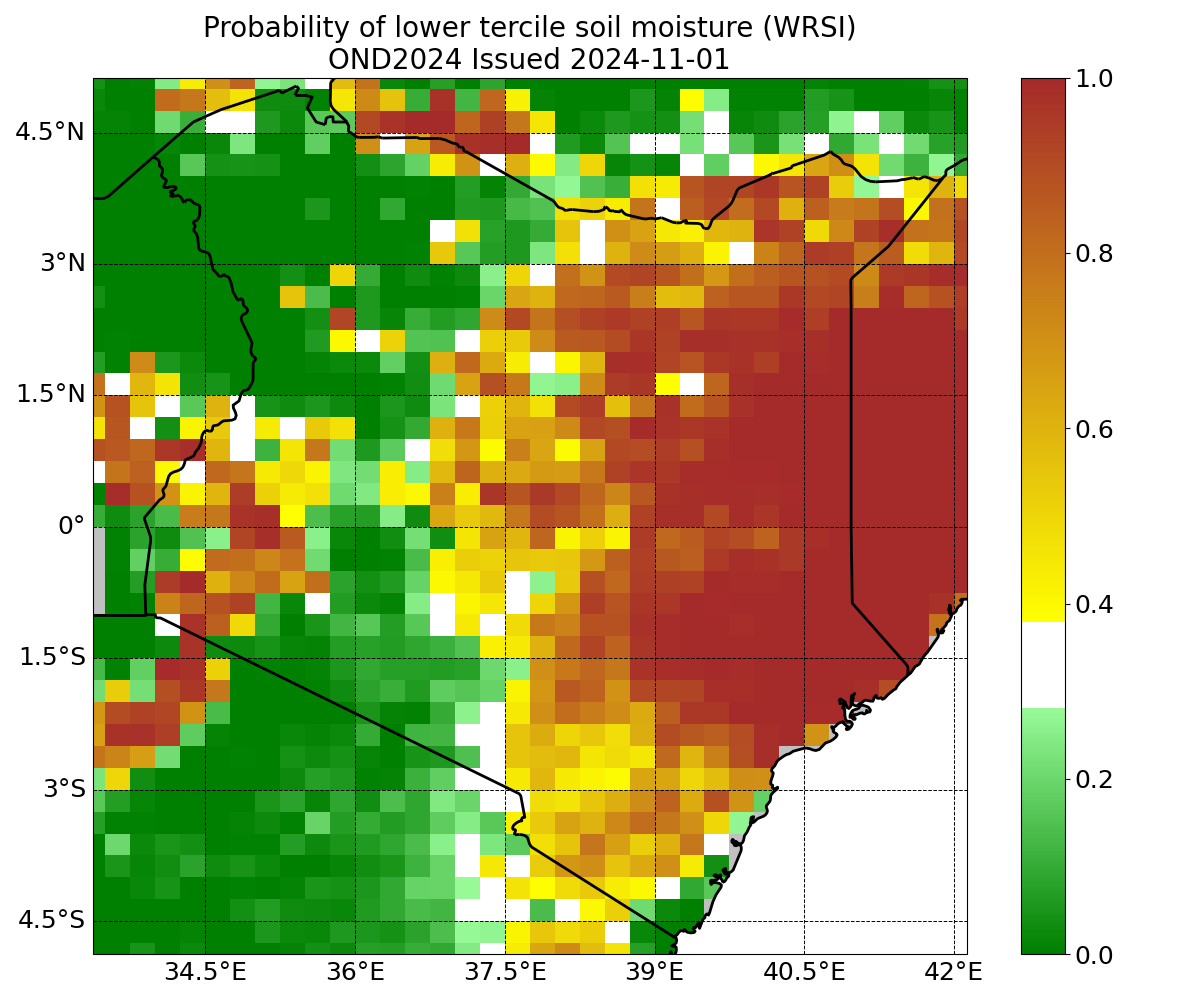 Probability of lower tercile soil moisture (WRSI)
OND2024 Issued 2024-11-01
1.0
4.5°N
0.8
3°N
1.5°N
0.6
0°
0.4
1.5°S
0.2
3°S
4.5°S
0.0
34.5°E 36°E 37.5°E 39°E 40.5°E 42°E